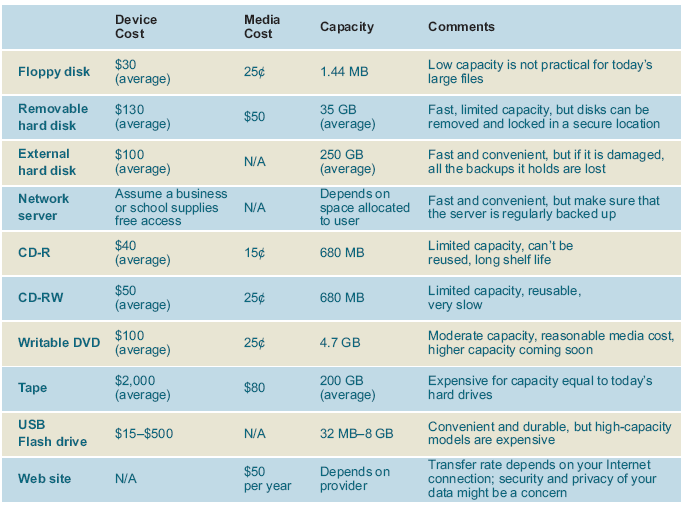 Device Cost Media Cost Capacity Comments
Floppy disk $30 (average) 25¢ 1.44 MB Low capacity is not practical for today's large files
Removable hard disk $130 (average) $50 35 GB (average) Fast, limited capacity, but disks can be removed and locked in a secure location
External hard disk $100 (average) N/A 250 GB (average) Fast and convenient, but if it is damaged, all the backups it holds are lost
Network server Assume a business or school supplies free access N/A Depends on space allocated to user Fast and convenient, but make sure that the server is regularly backed up
CD-R $40 (average) 15¢ 680 MB Limited capacity, can't be reused, long shelf life
CD-RW $50 (average) 25¢ 680 MB Limited capacity, reusable, very slow
Writable DVD $100 (average) 25¢ 4.7 GB Moderate capacity, reasonable media cost, higher capacity coming soon
Tape $2,000 (average) $80 200 GB (average) Expensive for capacity equal to today's hard drives
USB Flash drive $15–$500 N/A 32 MB–8 GB Convenient and durable, but high-capacity models are expensive
Web site N/A $50 per year Depends on provider Transfer rate depends on your Internet connection; security and privacy of your data might be a concern